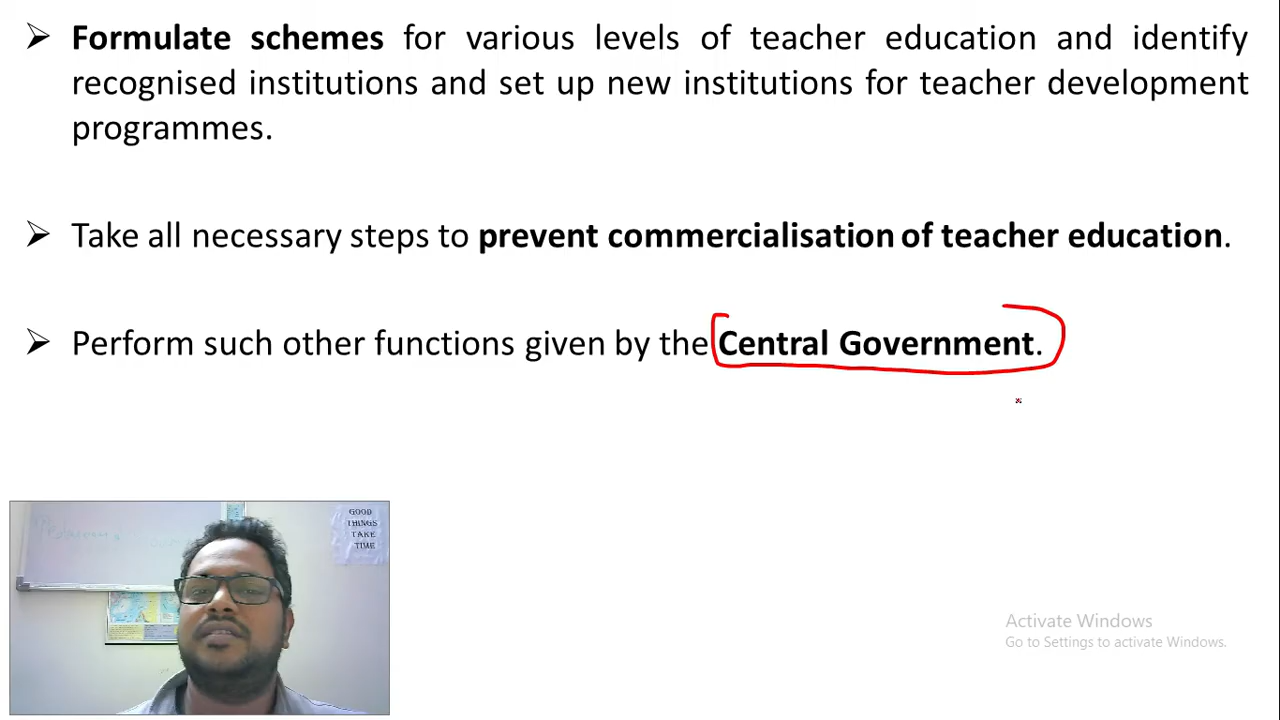 ➢ Formulate schemes for various levels of teacher education and identify
recognised institutions and set up new institutions for teacher development
programmes.
➢ Take all necessary steps to prevent commercialisation of teacher education.
➢ Perform such other functions given by the Central Government.
GOOD
THINGS
TAKE
TIME
Activate Windows
Go to Settings to activate Windows.